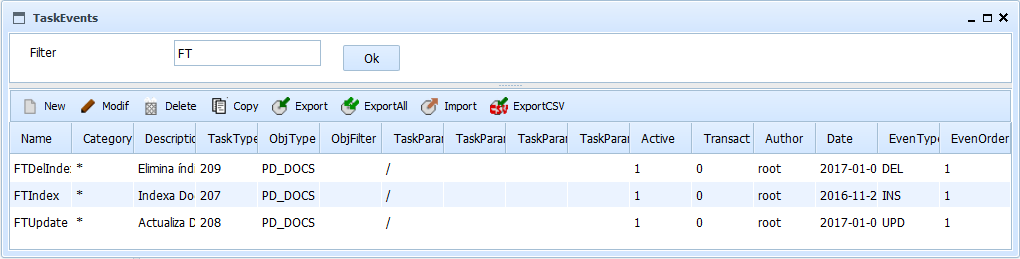 TaskEvents
Filter FT Ok
New Modif Delete Copy Export ExportAll Import ExportCSV
Name Category Descriptio TaskType ObjType ObjFilter TaskParar TaskParar TaskParar TaskParar Active Transact Author Date EvenType EvenOrder
FTDelInde * Elimina índ 209 PD_DOCS / 1 0 root 2017-01-0 DEL 1
FTIndex * Indexa Do 207 PD_DOCS / 1 0 root 2016-11-2 INS 1
FTUpdate * Actualiza D 208 PD_DOCS / 1 0 root 2017-01-0 UPD 1